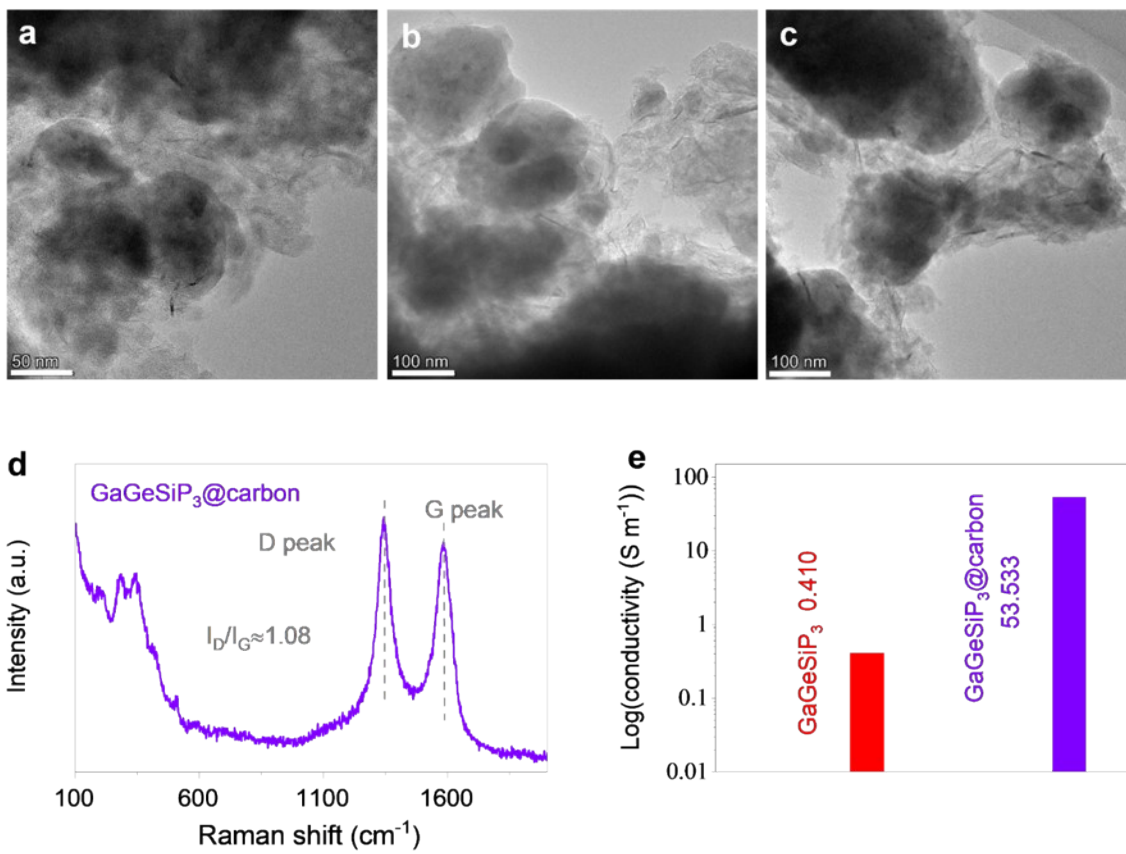 a
50 nm
b
100 nm
c
100 nm
d
GaGeSiP₃@carbon
D peak
G peak
I_D/I_G≈1.08
Intensity (a.u.)
100
600
1100
1600
Raman shift (cm⁻¹)
e
Log(conductivity (S m⁻¹))
100
10
1
0.1
0.01
GaGeSiP₃ 0.410
GaGeSiP₃@carbon
53.533